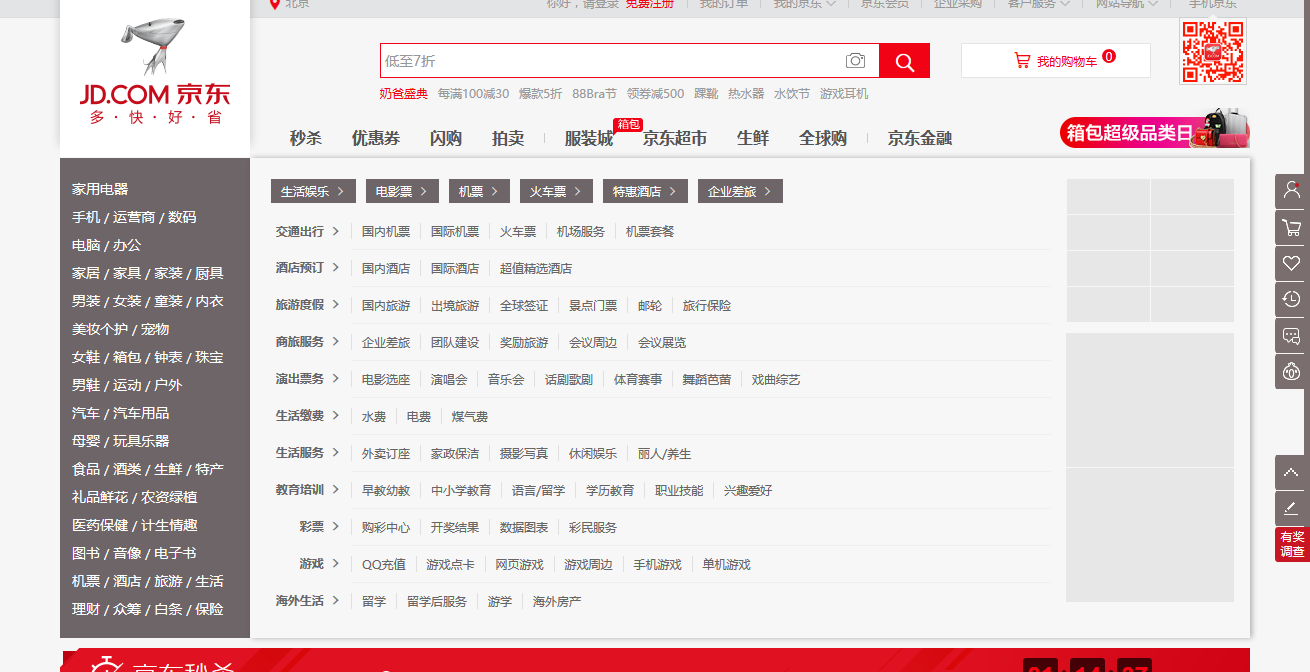 北京
你好，请登录 免费注册 我的订单 我的京东 京东会员 企业采购 客户服务 网站导航 手机京东
JD.COM 京东
多·快·好·省
低至7折
我的购物车 0
奶爸盛典 每满100减30 爆款5折 88Bra节 领券减500 踝靴 热水器 水饮节 游戏耳机
箱包
秒杀 优惠券 闪购 拍卖 服装城 京东超市 生鲜 全球购 京东金融
箱包超级品类日
家用电器
手机 / 运营商 / 数码
电脑 / 办公
家居 / 家具 / 家装 / 厨具
男装 / 女装 / 童装 / 内衣
美妆个护 / 宠物
女鞋 / 箱包 / 钟表 / 珠宝
男鞋 / 运动 / 户外
汽车 / 汽车用品
母婴 / 玩具乐器
食品 / 酒类 / 生鲜 / 特产
礼品鲜花 / 农资绿植
医药保健 / 计生情趣
图书 / 音像 / 电子书
机票 / 酒店 / 旅游 / 生活
理财 / 众筹 / 白条 / 保险
生活娱乐 > 电影票 > 机票 > 火车票 > 特惠酒店 > 企业差旅 >
交通出行 > 国内机票 国际机票 火车票 机场服务 机票套餐
酒店预订 > 国内酒店 国际酒店 超值精选酒店
旅游度假 > 国内旅游 出境旅游 全球签证 景点门票 邮轮 旅行保险
商旅服务 > 企业差旅 团队建设 奖励旅游 会议周边 会议展览
演出票务 > 电影选座 演唱会 音乐会 话剧歌剧 体育赛事 舞蹈芭蕾 戏曲综艺
生活缴费 > 水费 电费 煤气费
生活服务 > 外卖订座 家政保洁 摄影写真 休闲娱乐 丽人/养生
教育培训 > 早教幼教 中小学教育 语言/留学 学历教育 职业技能 兴趣爱好
彩票 > 购彩中心 开奖结果 数据图表 彩民服务
游戏 > QQ充值 游戏点卡 网页游戏 游戏周边 手机游戏 单机游戏
海外生活 > 留学 留学后服务 游学 海外房产
有奖
调查
京东秒杀